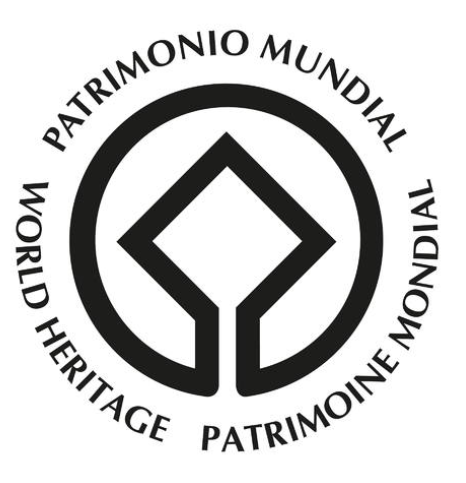 PATRIMONIO MUNDIAL
WORLD HERITAGE
PATRIMOINE MONDIAL